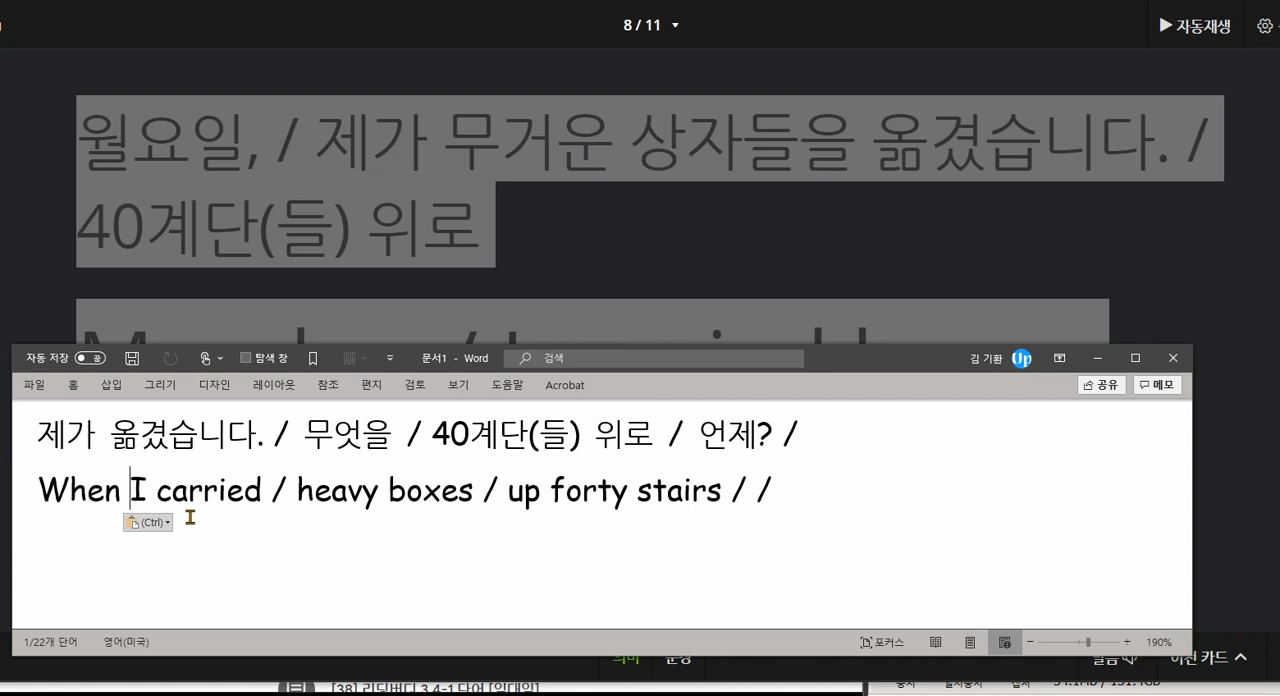 8 / 11
자동재생
월요일, / 제가 무거운 상자들을 옮겼습니다. /
40계단(들) 위로
자동 저장 끔 탐색 창 문서1 - Word 검색 김 기환 Up
파일 홈 삽입 그리기 디자인 레이아웃 참조 편지 검토 보기 도움말 Acrobat 공유 메모
제가 옮겼습니다. / 무엇을 / 40계단(들) 위로 / 언제? /
When I carried / heavy boxes / up forty stairs / /
(Ctrl)
1/22개 단어 영어(미국) 포커스 190%
이전 카드